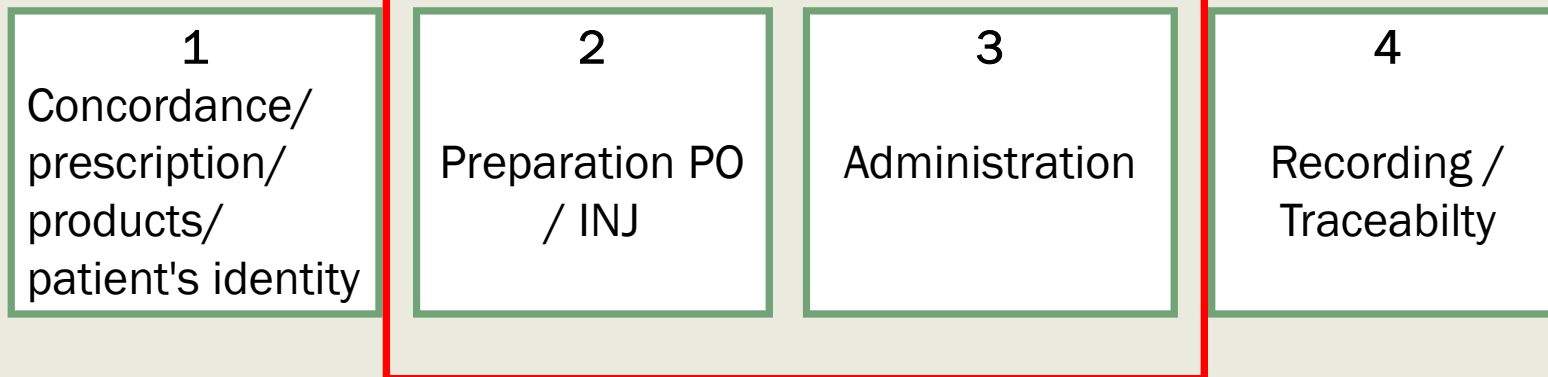 1
Concordance/
prescription/
products/
patient's identity
2
Preparation PO
/ INJ
3
Administration
4
Recording /
Traceabilty